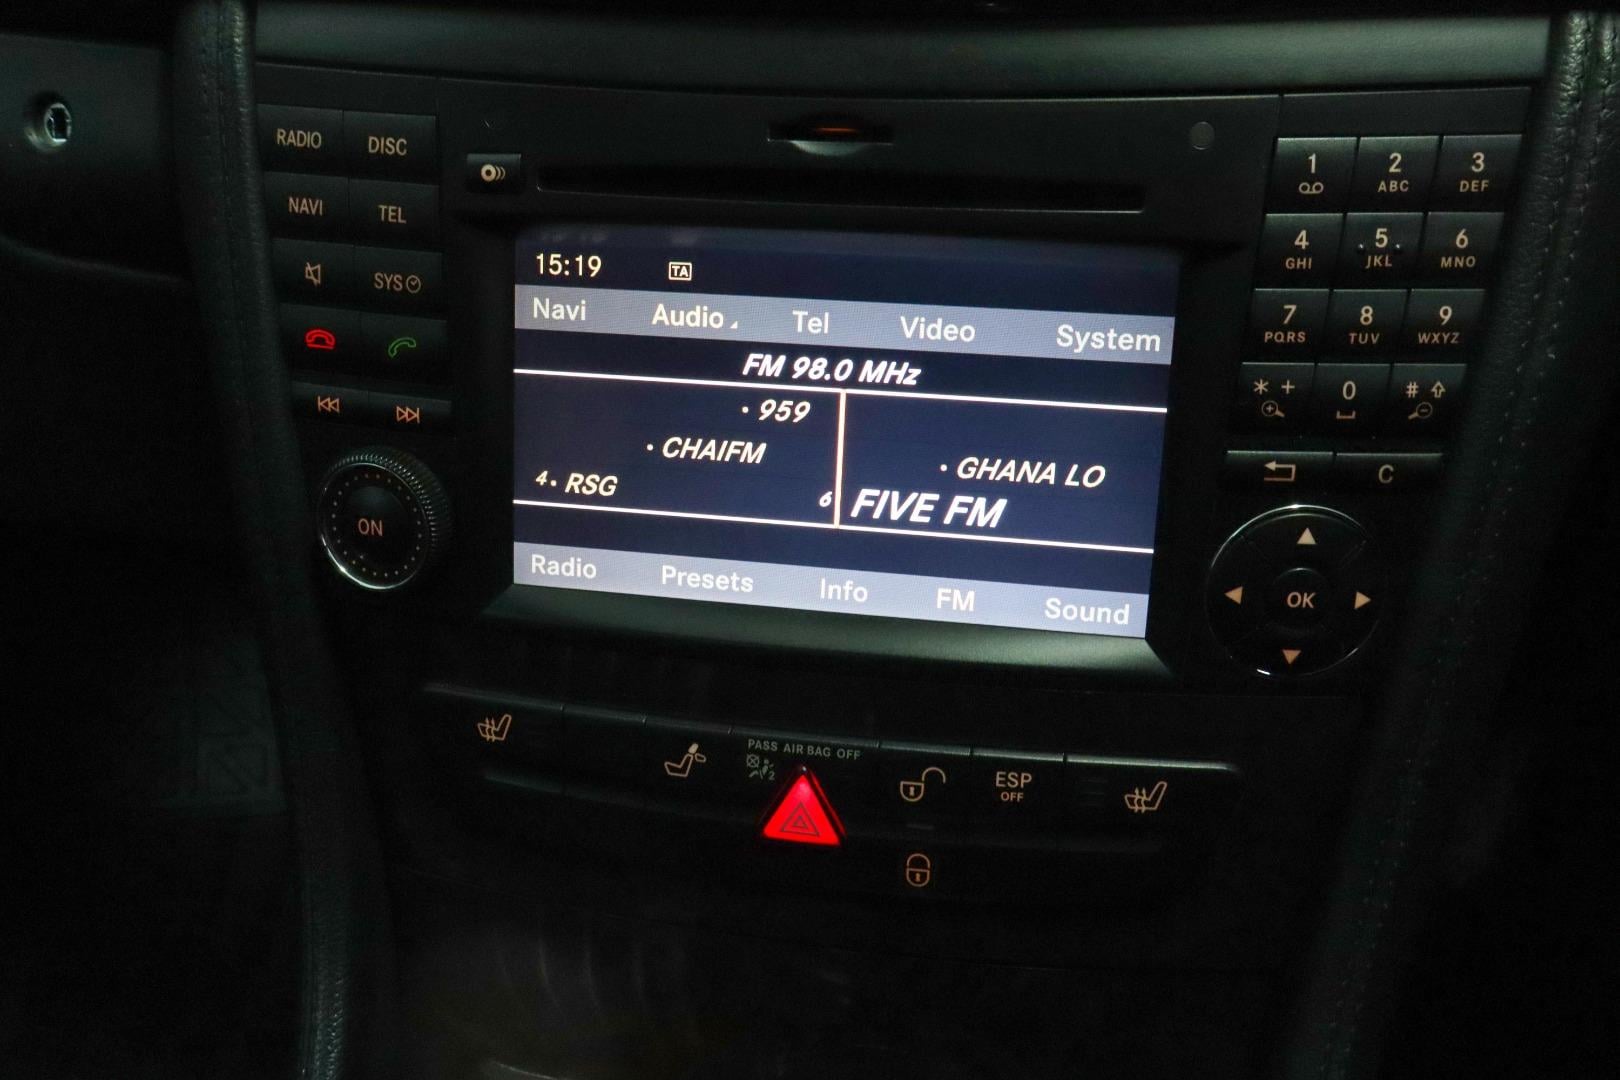 RADIO DISC
NAVI TEL
SYS
ON
15:19 TA
Navi Audio Tel Video System
FM 98.0 MHz
• 959
• CHAIFM
• GHANA LO
4• RSG
6 FIVE FM
Radio Presets Info FM Sound
1 2 ABC 3 DEF
4 GHI 5 JKL 6 MNO
7 PQRS 8 TUV 9 WXYZ
* + 0 #
C
OK
PASS AIR BAG OFF
2
ESP OFF